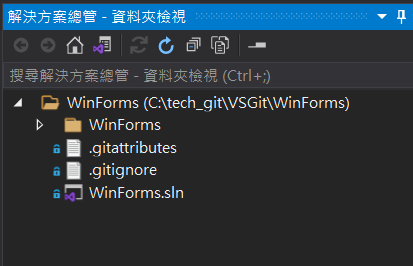 解決方案總管 - 資料夾檢視
搜尋解決方案總管 - 資料夾檢視 (Ctrl+;)
WinForms (C:\tech_git\VSGit\WinForms)
WinForms
.gitattributes
.gitignore
WinForms.sln